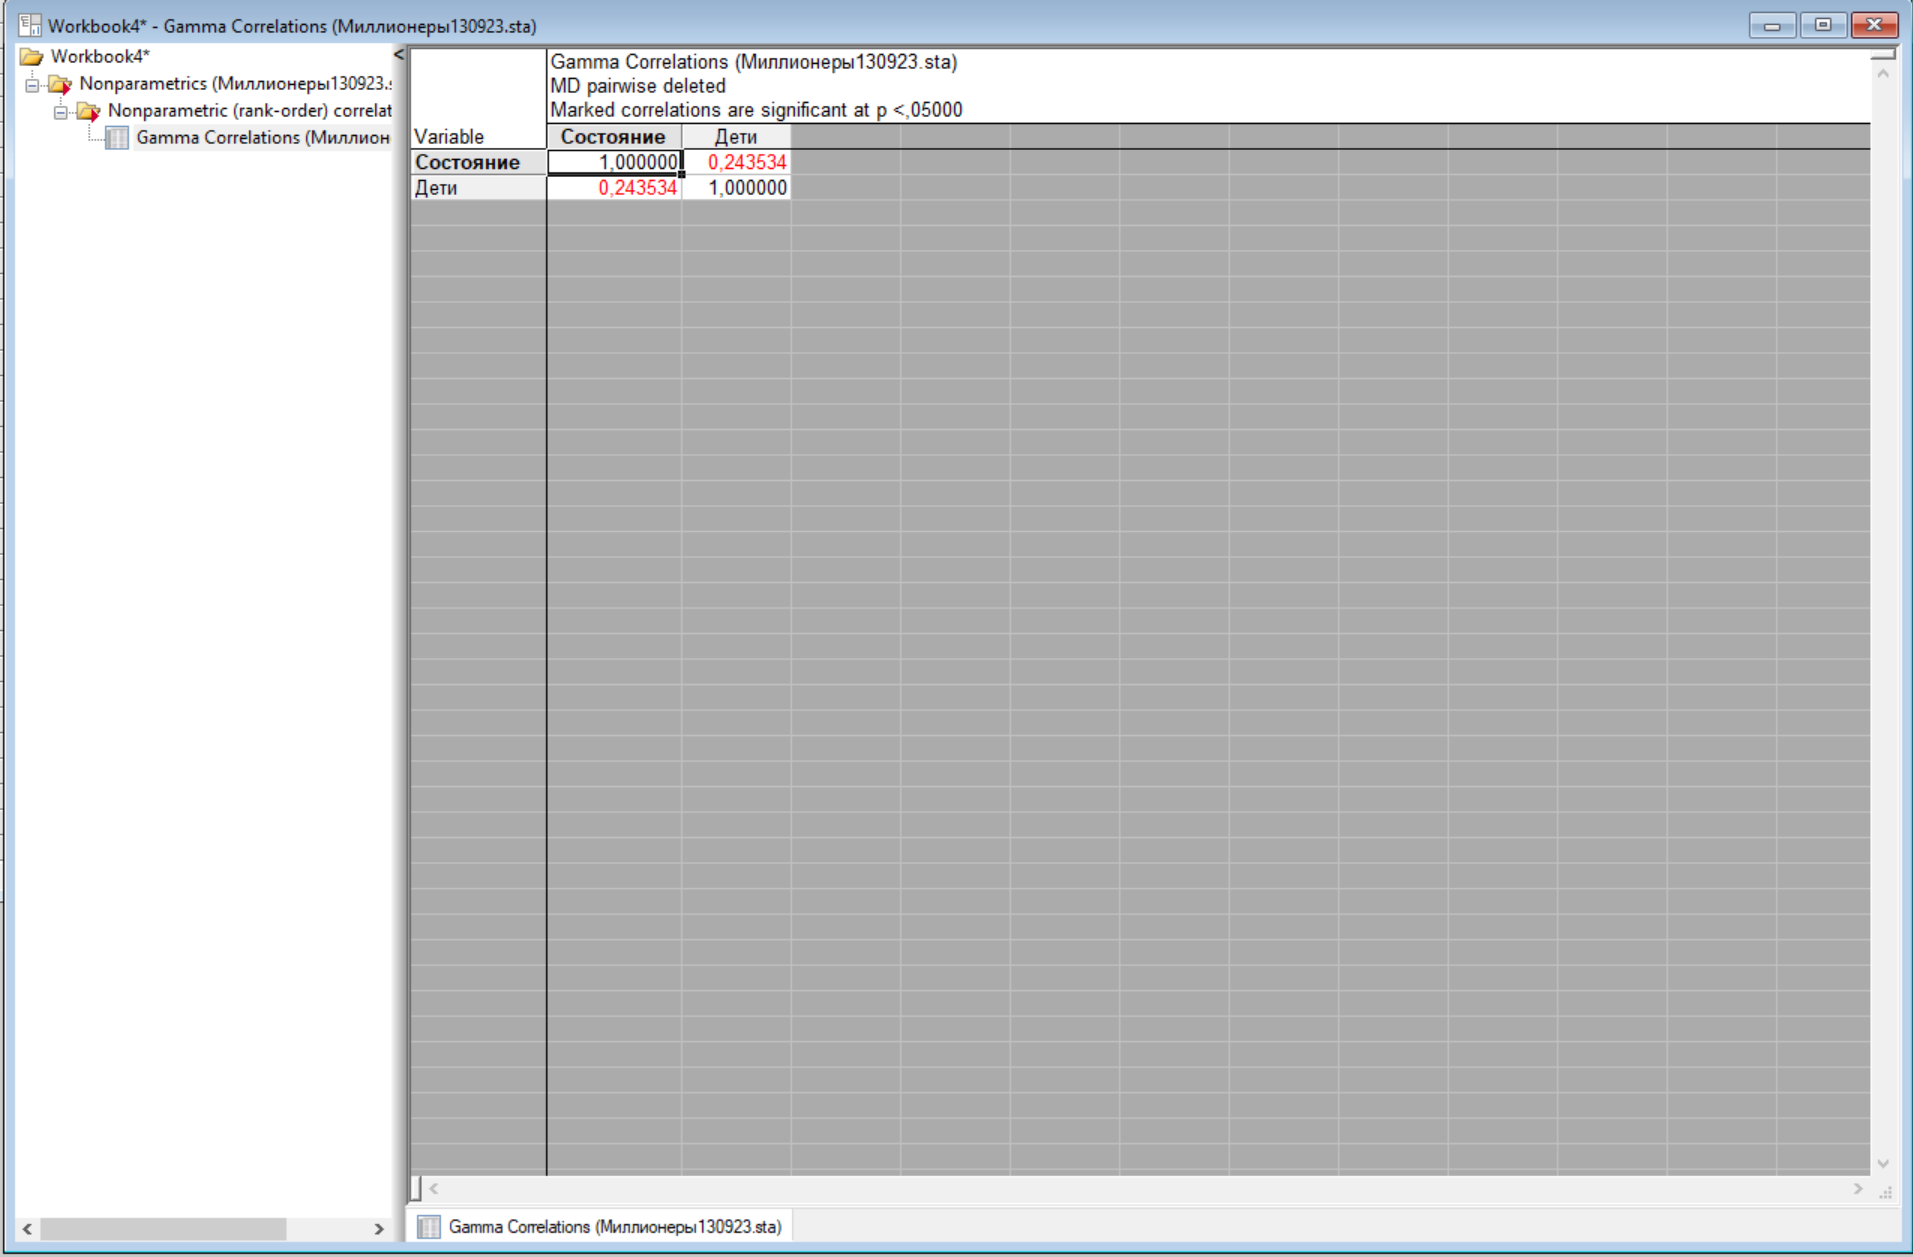 Workbook4* - Gamma Correlations (Миллионеры130923.sta)
Workbook4*
Nonparametrics (Миллионеры130923.s
Nonparametric (rank-order) correlat
Gamma Correlations (Миллион
Gamma Correlations (Миллионеры130923.sta)
MD pairwise deleted
Marked correlations are significant at p <,05000
Variable Состояние Дети
Состояние 1,000000 0,243534
Дети 0,243534 1,000000
Gamma Correlations (Миллионеры130923.sta)